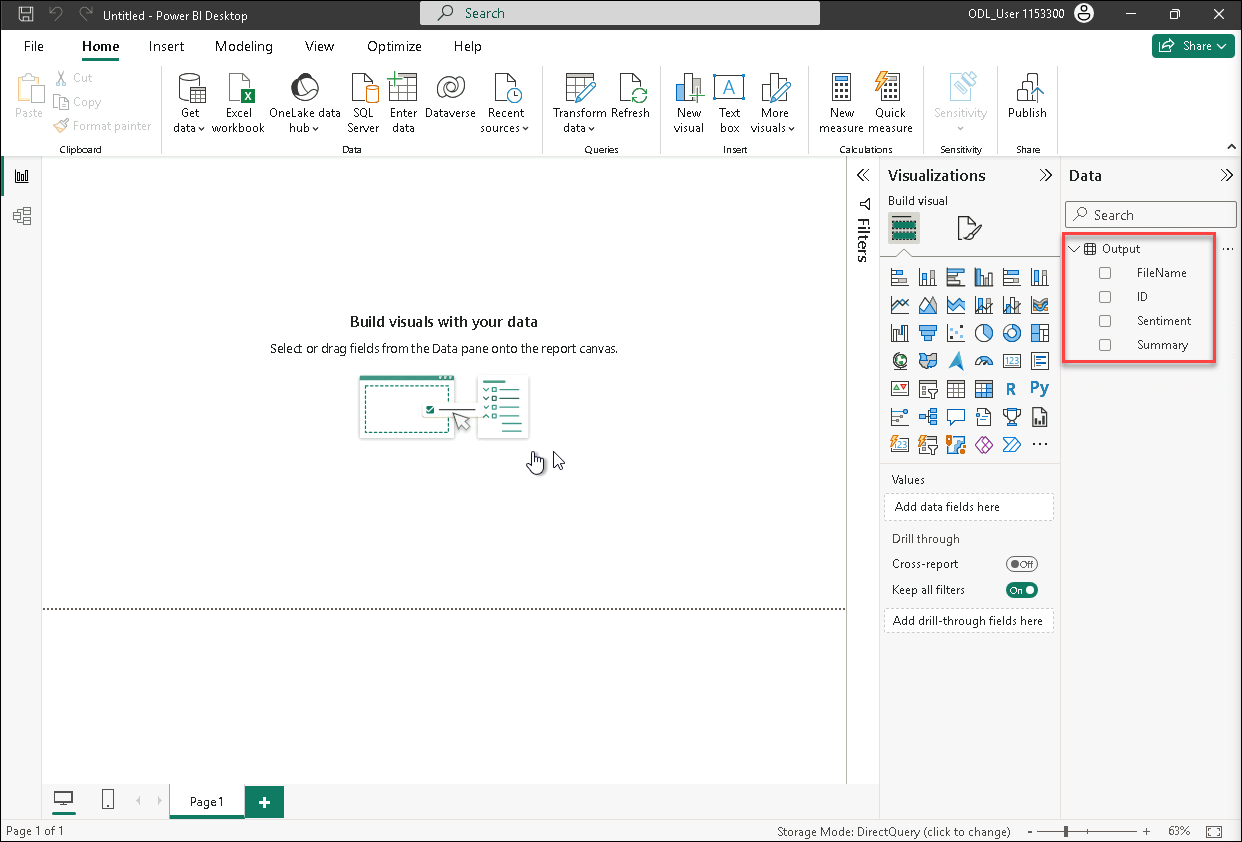 Untitled - Power BI Desktop
Search
ODL_User 1153300
File
Home
Insert
Modeling
View
Optimize
Help
Share
Paste
Cut
Copy
Format painter
Clipboard
Get
data
Excel
workbook
OneLake data
hub
SQL
Server
Enter
data
Dataverse
Recent
sources
Data
Transform
data
Refresh
Queries
New
visual
A
Text
box
More
visuals
Insert
New
measure
Quick
measure
Calculations
Sensitivity
Sensitivity
Publish
Share
Build visuals with your data
Select or drag fields from the Data pane onto the report canvas.
Filters
Visualizations
Build visual
123
R
Py
123
Values
Add data fields here
Drill through
Cross-report
Off
Keep all filters
On
Add drill-through fields here
Data
Search
Output
FileName
ID
Sentiment
Summary
Page1
Page 1 of 1
Storage Mode: DirectQuery (click to change)
63%